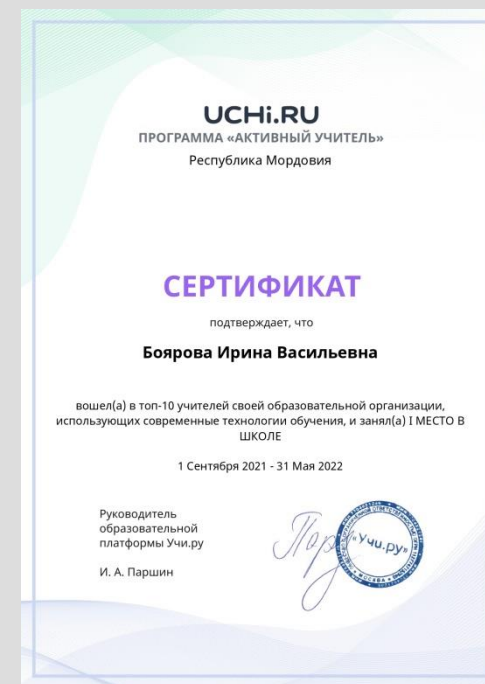 UCHi.RU
ПРОГРАММА «АКТИВНЫЙ УЧИТЕЛЬ»
Республика Мордовия
СЕРТИФИКАТ
подтверждает, что
Боярова Ирина Васильевна
вошел(а) в топ-10 учителей своей образовательной организации,
использующих современные технологии обучения, и занял(а) I МЕСТО В
ШКОЛЕ
1 Сентября 2021 - 31 Мая 2022
Руководитель
образовательной
платформы Учи.ру
И. А. Паршин
«Учи.ру»
МОСКВА